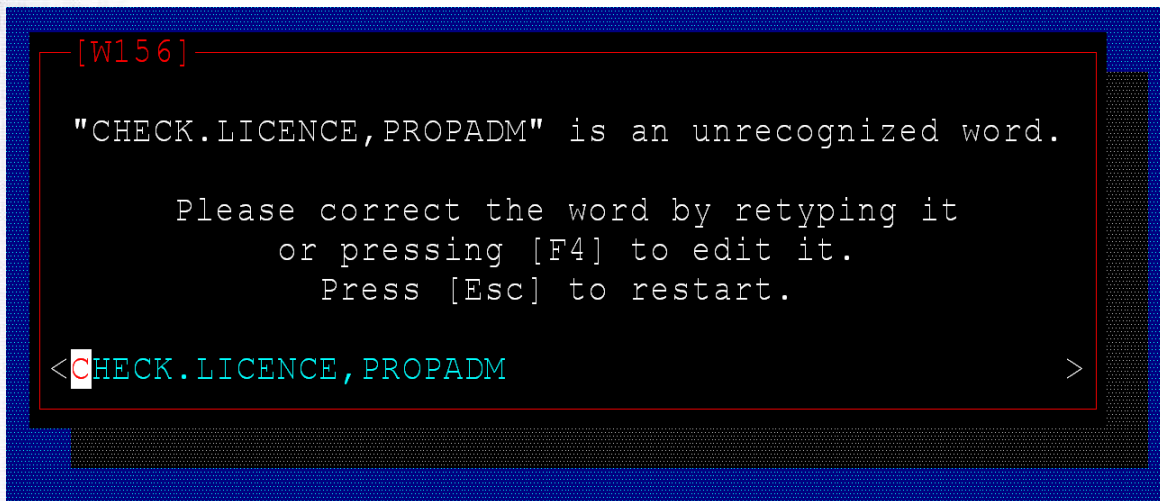 [W156]
"CHECK.LICENCE,PROPADM" is an unrecognized word.
Please correct the word by retyping it
or pressing [F4] to edit it.
Press [Esc] to restart.
<CHECK.LICENCE,PROPADM >